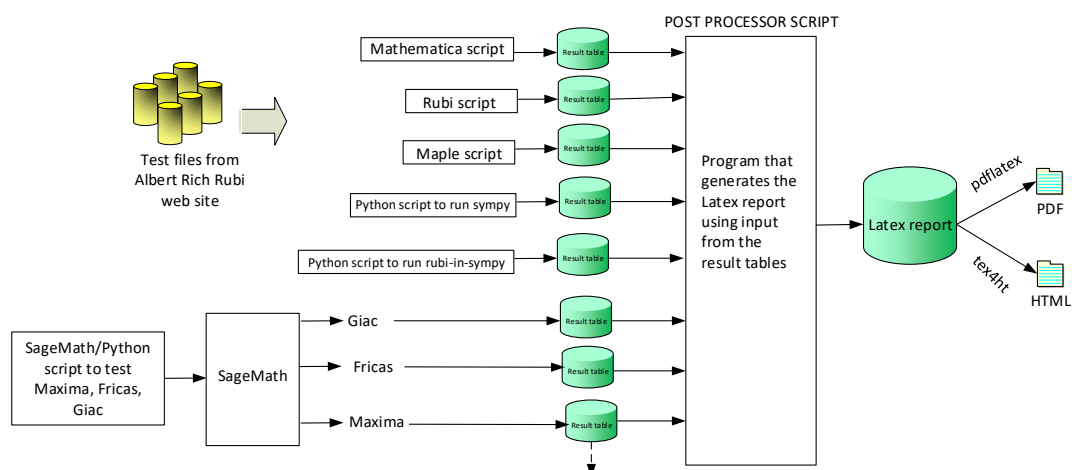 POST PROCESSOR SCRIPT
Mathematica script
Result table
Rubi script
Result table
Maple script
Result table
Python script to run sympy
Result table
Python script to run rubi-in-sympy
Result table
Test files from
Albert Rich Rubi
web site
SageMath/Python
script to test
Maxima, Fricas,
Giac
SageMath
Giac
Result table
Fricas
Result table
Maxima
Result table
Program that
generates the
Latex report
using input
from the
result tables
Latex report
pdflatex
PDF
tex4ht
HTML